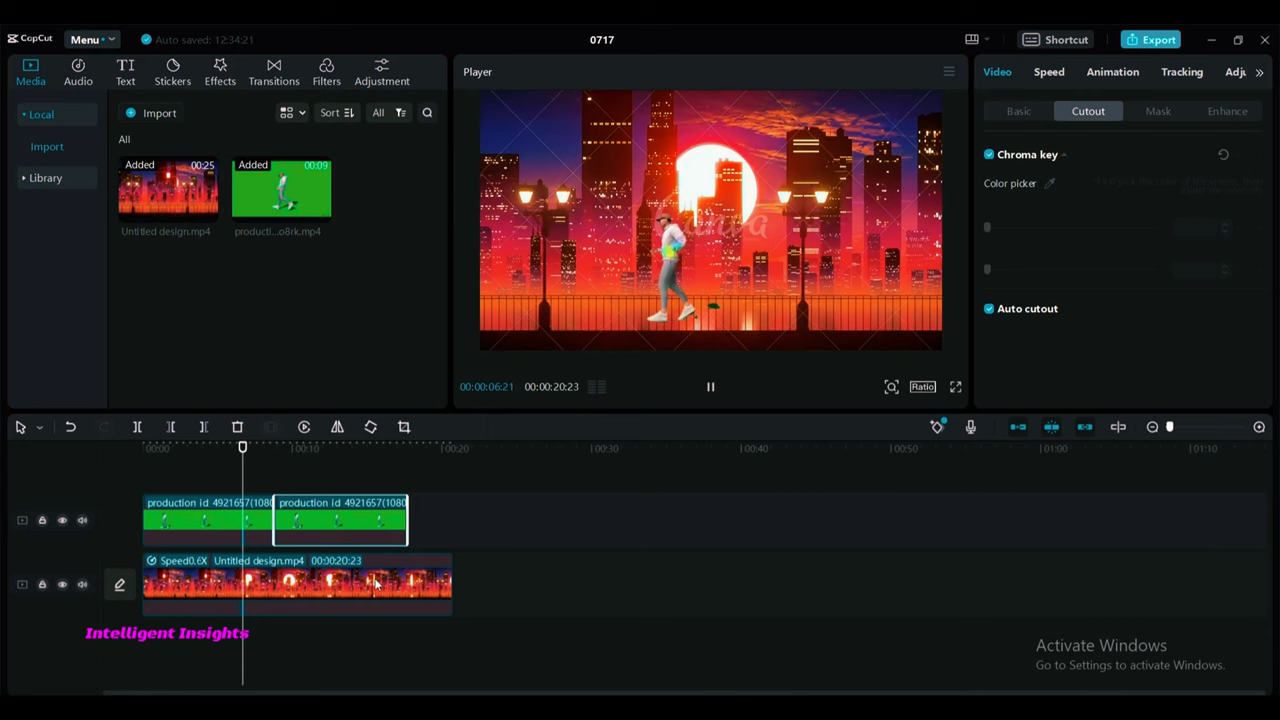 CapCut
Menu
Auto saved: 12:34:21
0717
Shortcut
Export
Media
Audio
Text
Stickers
Effects
Transitions
Filters
Adjustment
Player
Video
Speed
Animation
Tracking
Adju
Local
Import
Library
Import
Sort
All
All
Added
00:25
Untitled design.mp4
Added
00:09
producti...o8rk.mp4
Canva
Basic
Cutout
Mask
Enhance
Chroma key
Color picker
Auto cutout
00:00:06:21
00:00:20:23
Ratio
00:00
00:10
00:20
00:30
00:40
00:50
01:00
01:10
production id 4921657(1080
production id 4921657(1080
Speed0.6X
Untitled design.mp4
00:00:20:23
Intelligent Insights
Activate Windows
Go to Settings to activate Windows.